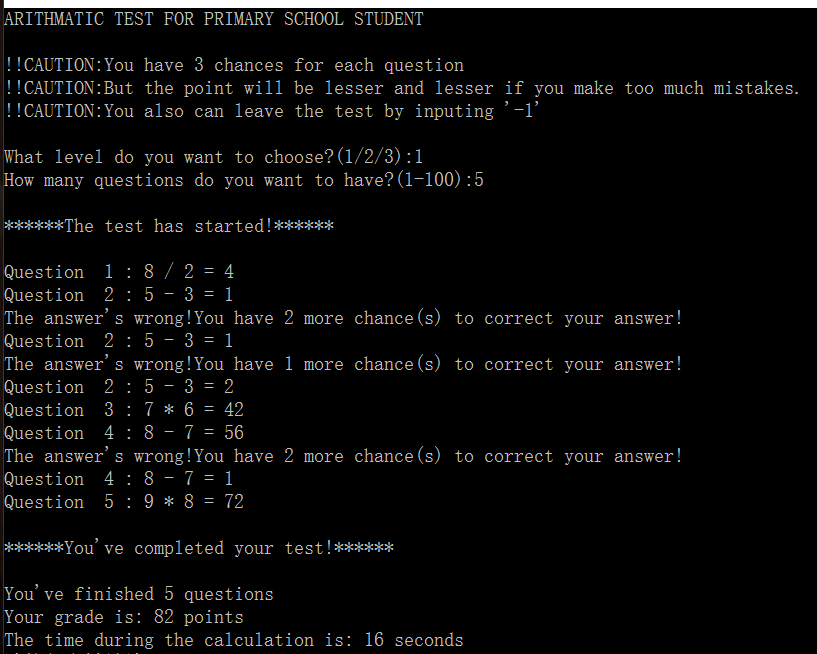 ARITHMATIC TEST FOR PRIMARY SCHOOL STUDENT
!!CAUTION:You have 3 chances for each question
!!CAUTION:But the point will be lesser and lesser if you make too much mistakes.
!!CAUTION:You also can leave the test by inputing '-1'
What level do you want to choose?(1/2/3):1
How many questions do you want to have?(1-100):5
******The test has started!******
Question  1 : 8 / 2 = 4
Question  2 : 5 - 3 = 1
The answer's wrong!You have 2 more chance(s) to correct your answer!
Question  2 : 5 - 3 = 1
The answer's wrong!You have 1 more chance(s) to correct your answer!
Question  2 : 5 - 3 = 2
Question  3 : 7 * 6 = 42
Question  4 : 8 - 7 = 56
The answer's wrong!You have 2 more chance(s) to correct your answer!
Question  4 : 8 - 7 = 1
Question  5 : 9 * 8 = 72
******You've completed your test!******
You've finished 5 questions
Your grade is: 82 points
The time during the calculation is: 16 seconds